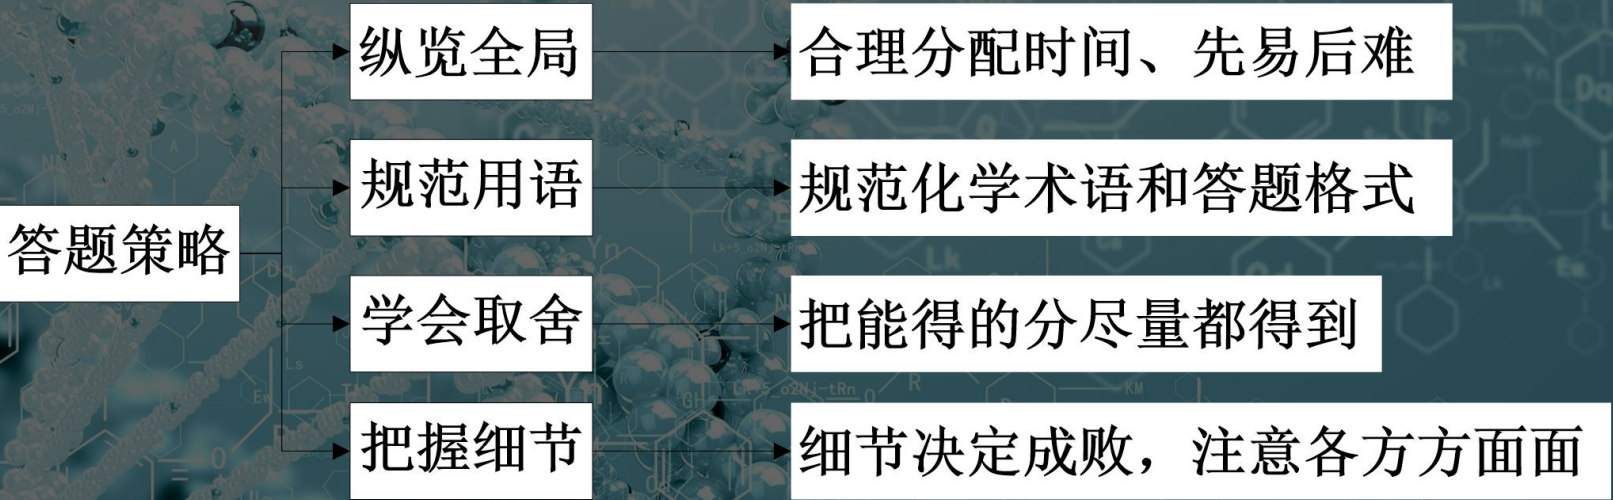 纵览全局
合理分配时间、先易后难
规范用语
规范化学术语和答题格式
答题策略
学会取舍
把能得的分尽量都得到
把握细节
细节决定成败，注意各方方面面